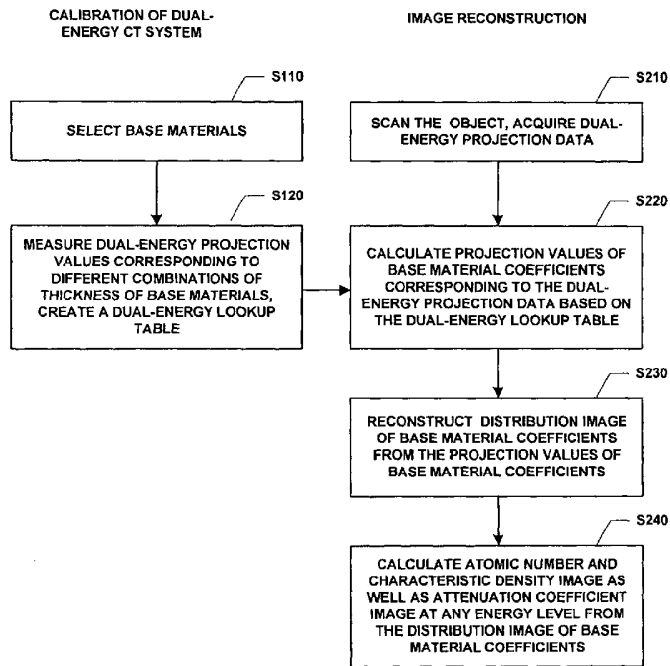 CALIBRATION OF DUAL-
ENERGY CT SYSTEM
S110
SELECT BASE MATERIALS
S120
MEASURE DUAL-ENERGY PROJECTION
VALUES CORRESPONDING TO
DIFFERENT COMBINATIONS OF
THICKNESS OF BASE MATERIALS,
CREATE A DUAL-ENERGY LOOKUP
TABLE
IMAGE RECONSTRUCTION
S210
SCAN THE OBJECT, ACQUIRE DUAL-
ENERGY PROJECTION DATA
S220
CALCULATE PROJECTION VALUES OF
BASE MATERIAL COEFFICIENTS
CORRESPONDING TO THE DUAL-
ENERGY PROJECTION DATA BASED ON
THE DUAL-ENERGY LOOKUP TABLE
S230
RECONSTRUCT DISTRIBUTION IMAGE
OF BASE MATERIAL COEFFICIENTS
FROM THE PROJECTION VALUES OF
BASE MATERIAL COEFFICIENTS
S240
CALCULATE ATOMIC NUMBER AND
CHARACTERISTIC DENSITY IMAGE AS
WELL AS ATTENUATION COEFFICIENT
IMAGE AT ANY ENERGY LEVEL FROM
THE DISTRIBUTION IMAGE OF BASE
MATERIAL COEFFICIENTS